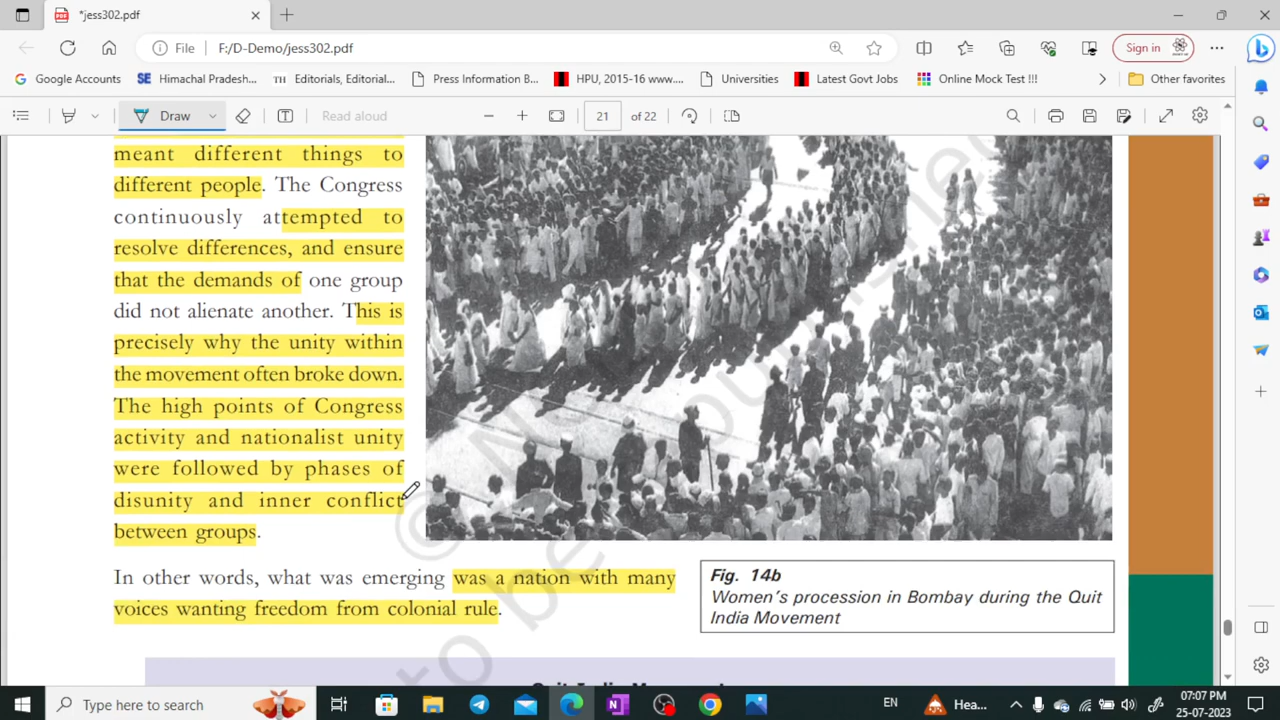 *jess302.pdf
File F:/D-Demo/jess302.pdf
Sign in
Google Accounts
SE Himachal Pradesh...
TH Editorials, Editorial...
Press Information B...
HPU, 2015-16 www....
Universities
Latest Govt Jobs
Online Mock Test !!!
Other favorites
Draw
Read aloud
21 of 22
meant different things to
different people. The Congress
continuously attempted to
resolve differences, and ensure
that the demands of one group
did not alienate another. This is
precisely why the unity within
the movement often broke down.
The high points of Congress
activity and nationalist unity
were followed by phases of
disunity and inner conflict
between groups.
In other words, what was emerging was a nation with many
voices wanting freedom from colonial rule.
Fig. 14b
Women's procession in Bombay during the Quit
India Movement
Type here to search
EN
Hea...
07:07 PM
25-07-2023